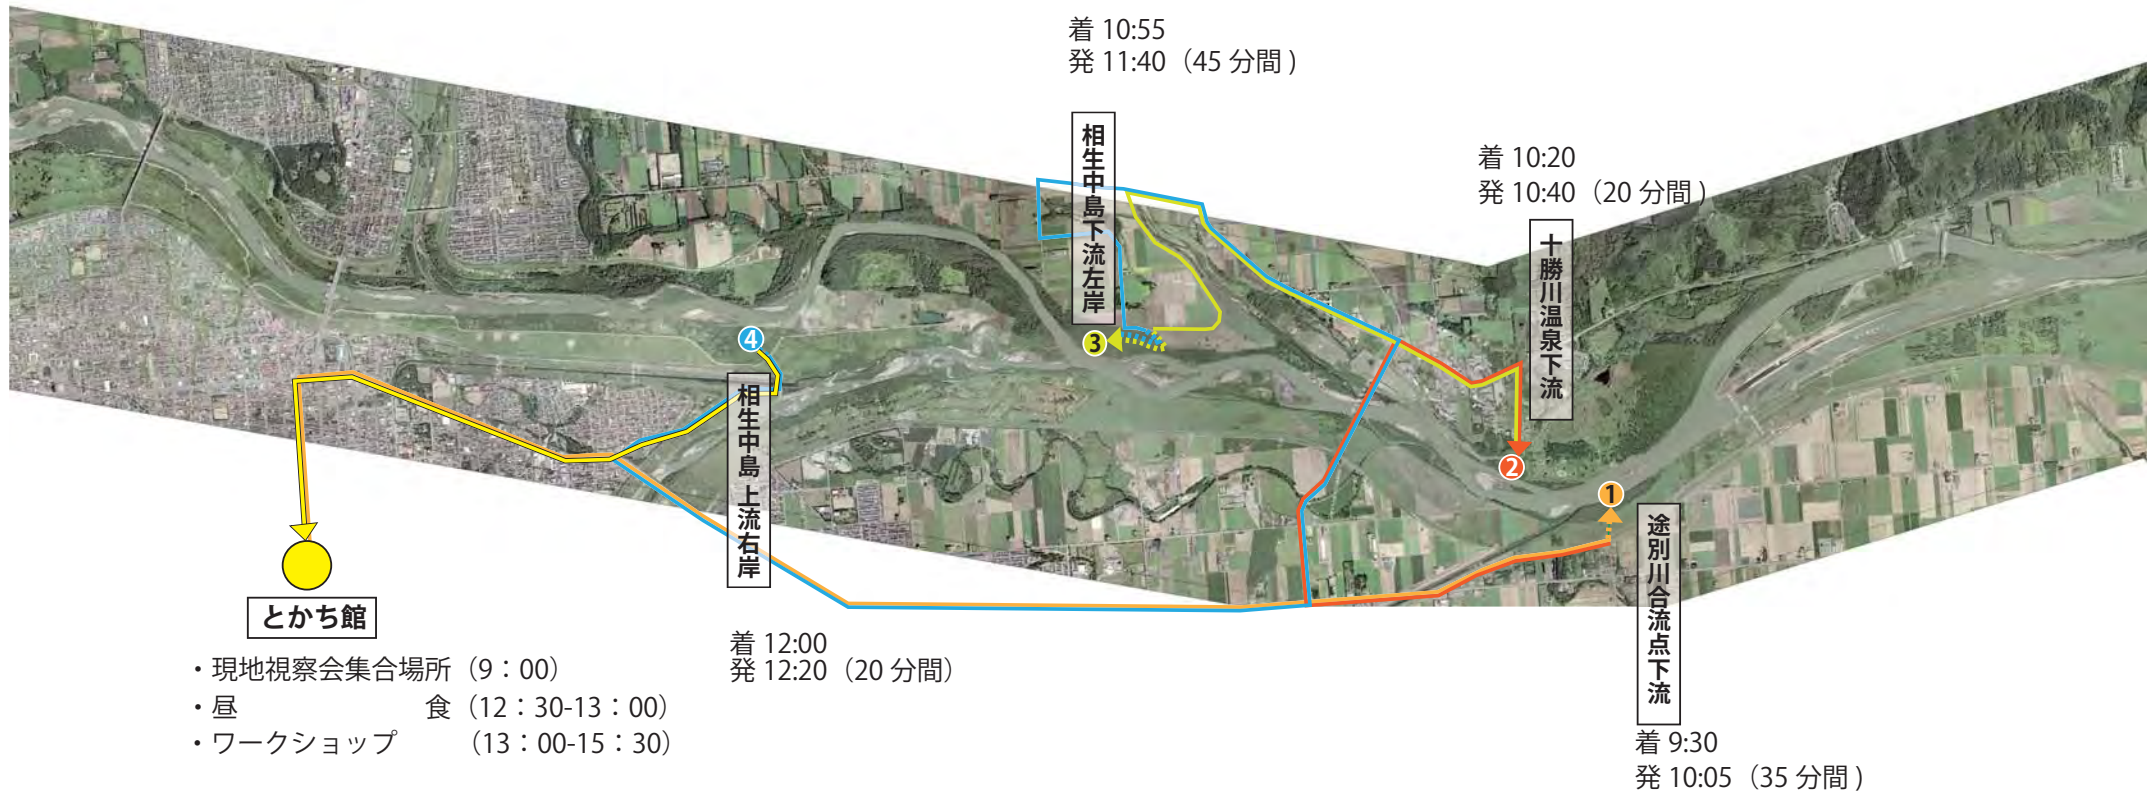 着 10:55
発 11:40（45 分間 )
相生中島下流左岸
着 10:20
発 10:40（20 分間 )
十勝川温泉下流
3
4
2
1
相生中島 上流右岸
途別川合流点下流
とかち館
・現地視察会集合場所（9：00）
・昼　　　　　食（12：30-13：00）
・ワークショップ　　（13：00-15：30）
着 12:00
発 12:20（20 分間）
着 9:30
発 10:05（35 分間 )